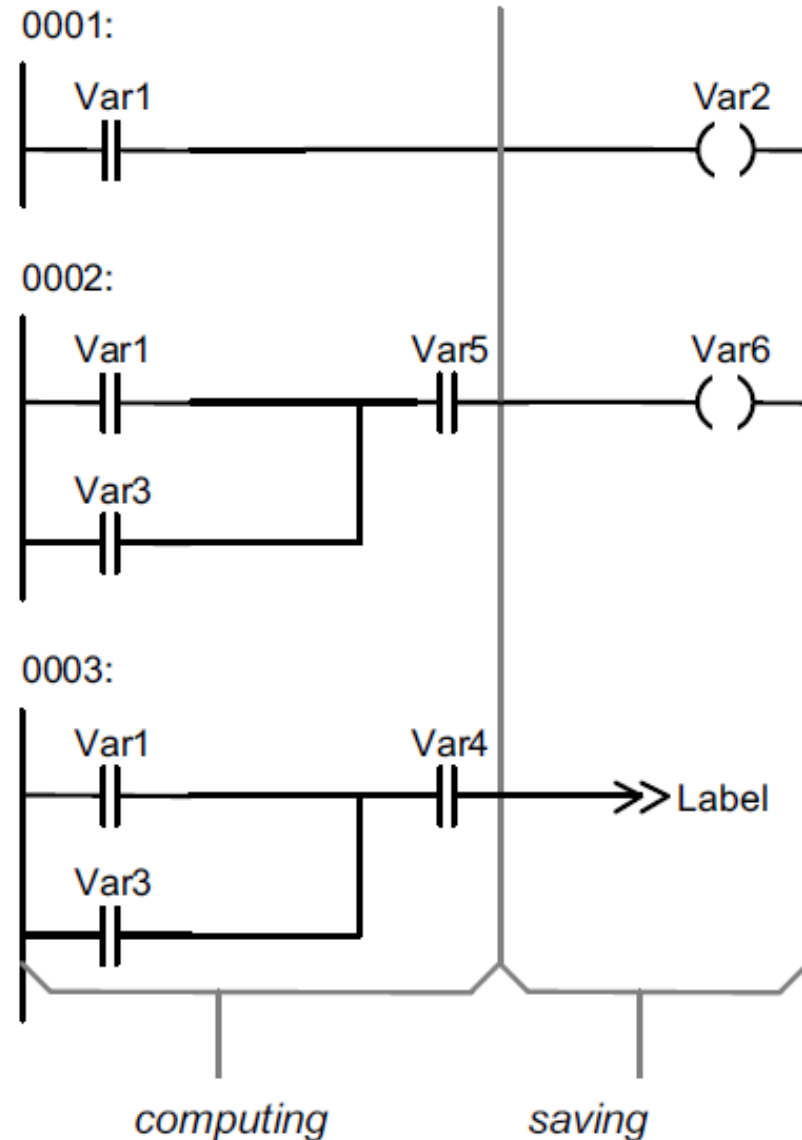 0001:
Var1 Var2
0002:
Var1 Var5 Var6
Var3
0003:
Var1 Var4
Label
Var3
computing saving